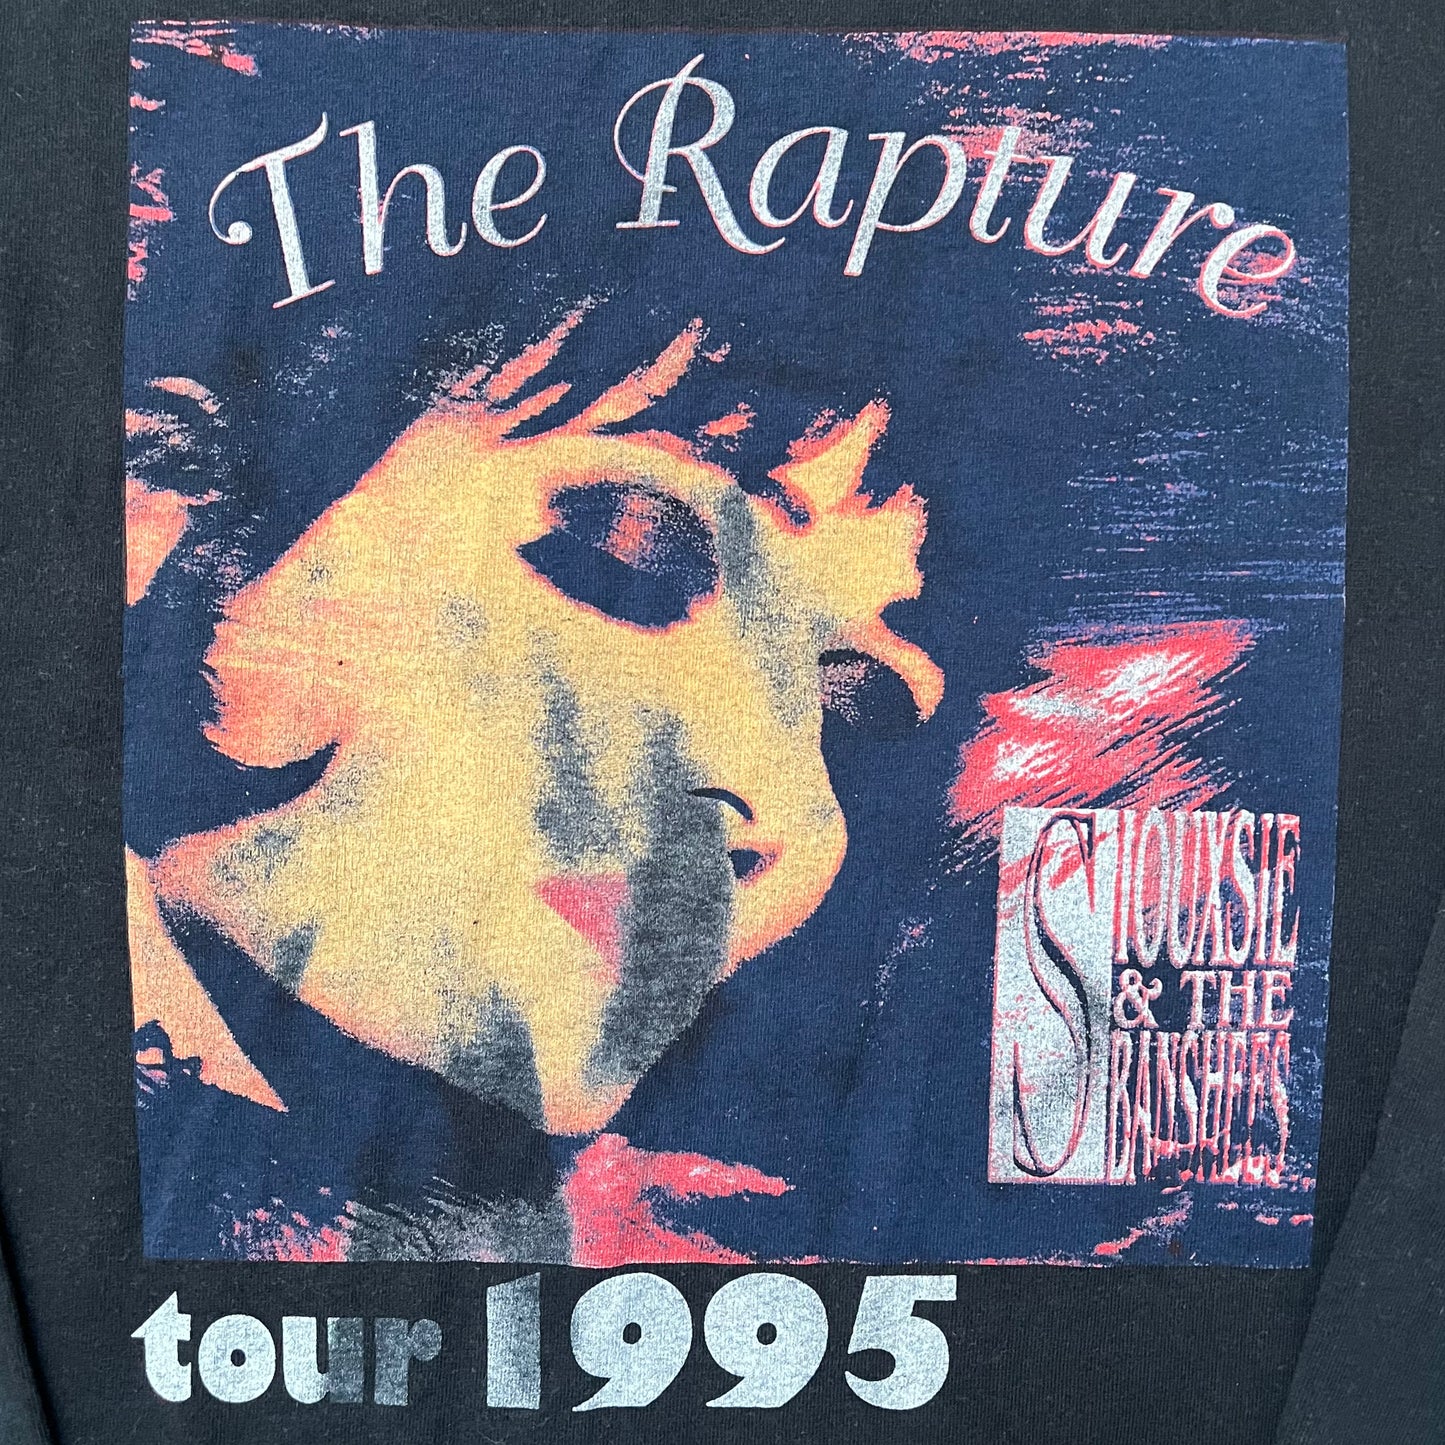 The Rapture
SIOUXSIE
& THE
BANSHEES
tour 1995